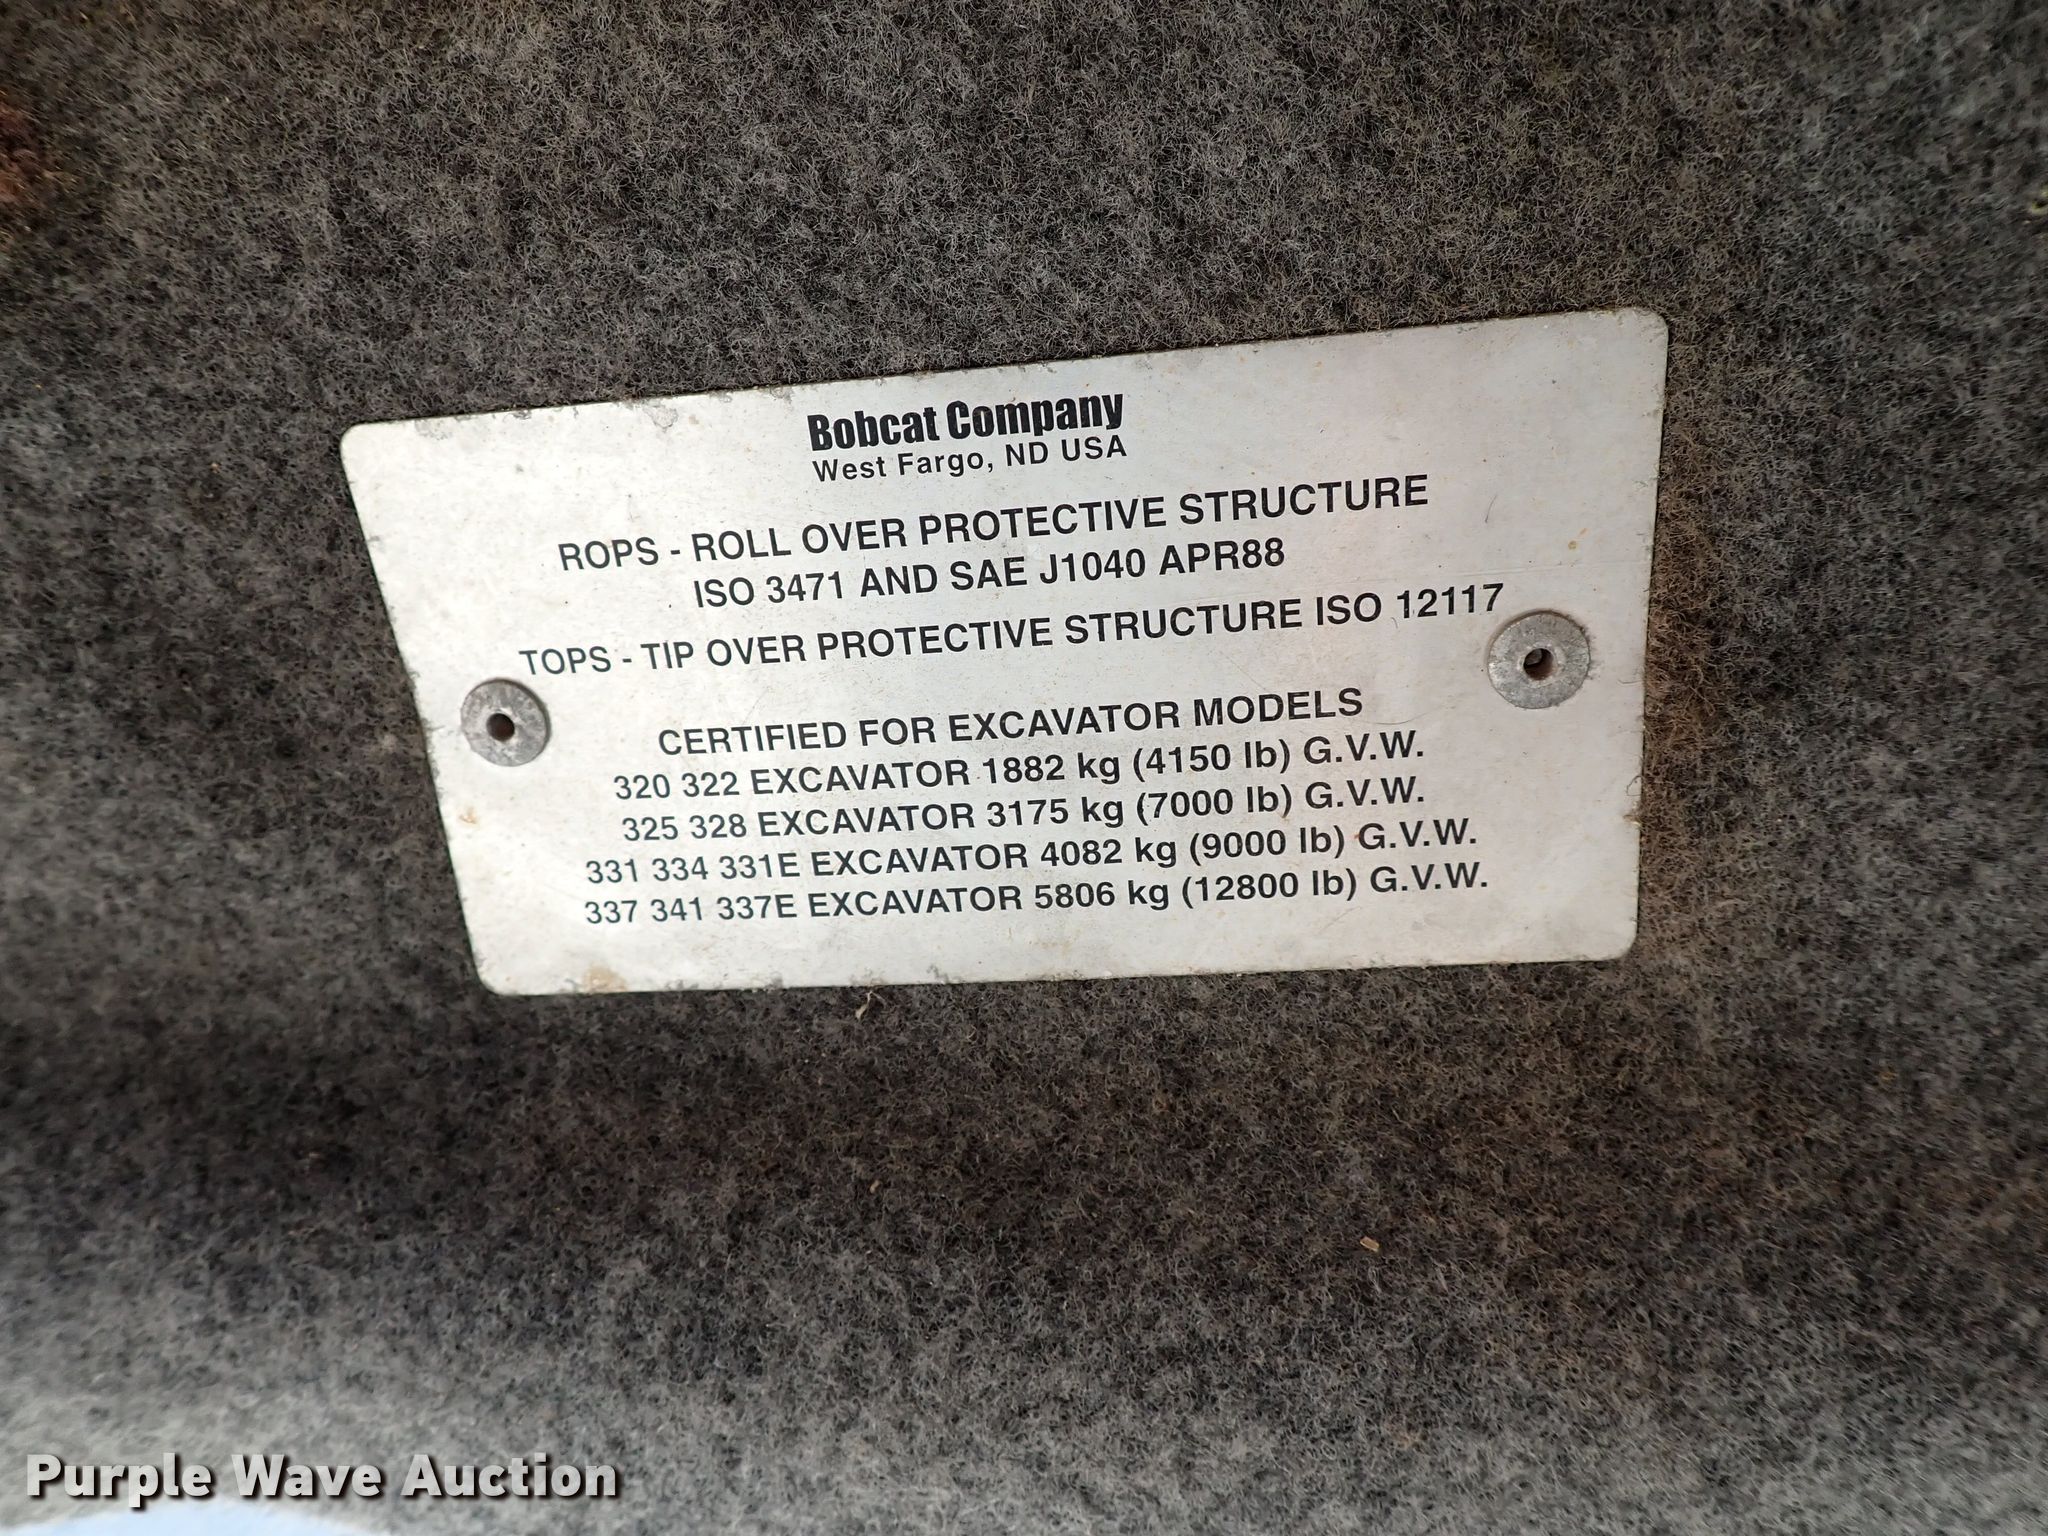 Bobcat Company
West Fargo, ND USA
ROPS - ROLL OVER PROTECTIVE STRUCTURE
ISO 3471 AND SAE J1040 APR88
TOPS - TIP OVER PROTECTIVE STRUCTURE ISO 12117
CERTIFIED FOR EXCAVATOR MODELS
320 322 EXCAVATOR 1882 kg (4150 lb) G.V.W.
325 328 EXCAVATOR 3175 kg (7000 lb) G.V.W.
331 334 331E EXCAVATOR 4082 kg (9000 lb) G.V.W.
337 341 337E EXCAVATOR 5806 kg (12800 lb) G.V.W.
Purple Wave Auction